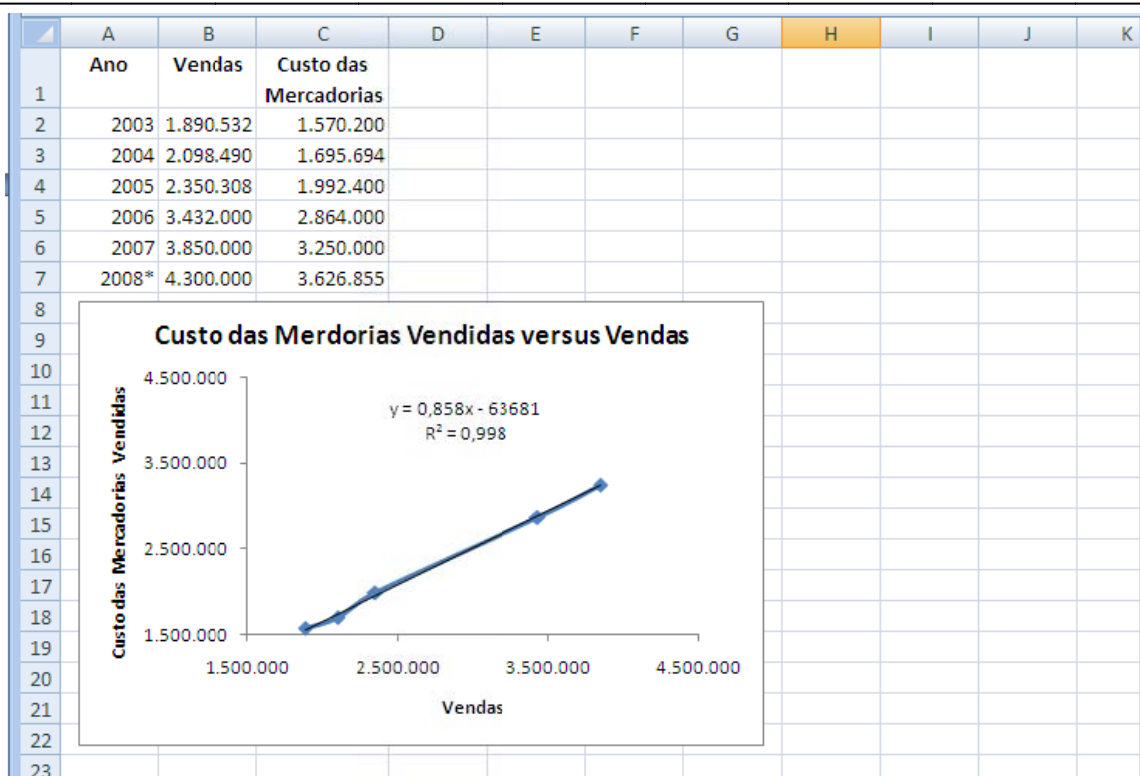 A B C D E F G H I J K
Ano Vendas Custo das
1 Mercadorias
2 2003 1.890.532 1.570.200
3 2004 2.098.490 1.695.694
4 2005 2.350.308 1.992.400
5 2006 3.432.000 2.864.000
6 2007 3.850.000 3.250.000
7 2008* 4.300.000 3.626.855
8
9 Custo das Merdorias Vendidas versus Vendas
10
11
12
13
14
15
16
17
18
19
20
21
22
23
Custo das Mercadorias Vendidas
4.500.000
3.500.000
2.500.000
1.500.000
y = 0,858x - 63681
R² = 0,998
1.500.000 2.500.000 3.500.000 4.500.000
Vendas